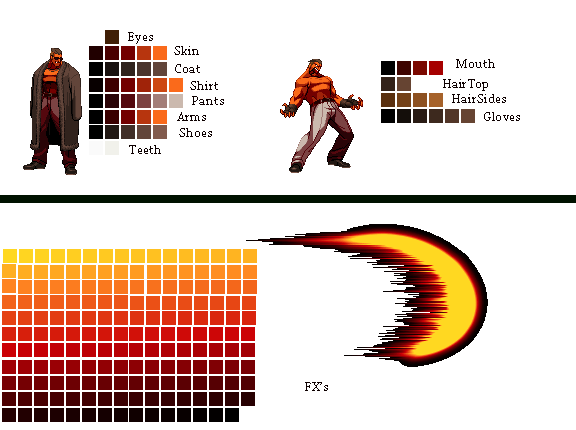 Eyes
Skin
Coat
Shirt
Pants
Arms
Shoes
Teeth
Mouth
HairTop
HairSides
Gloves
FX's